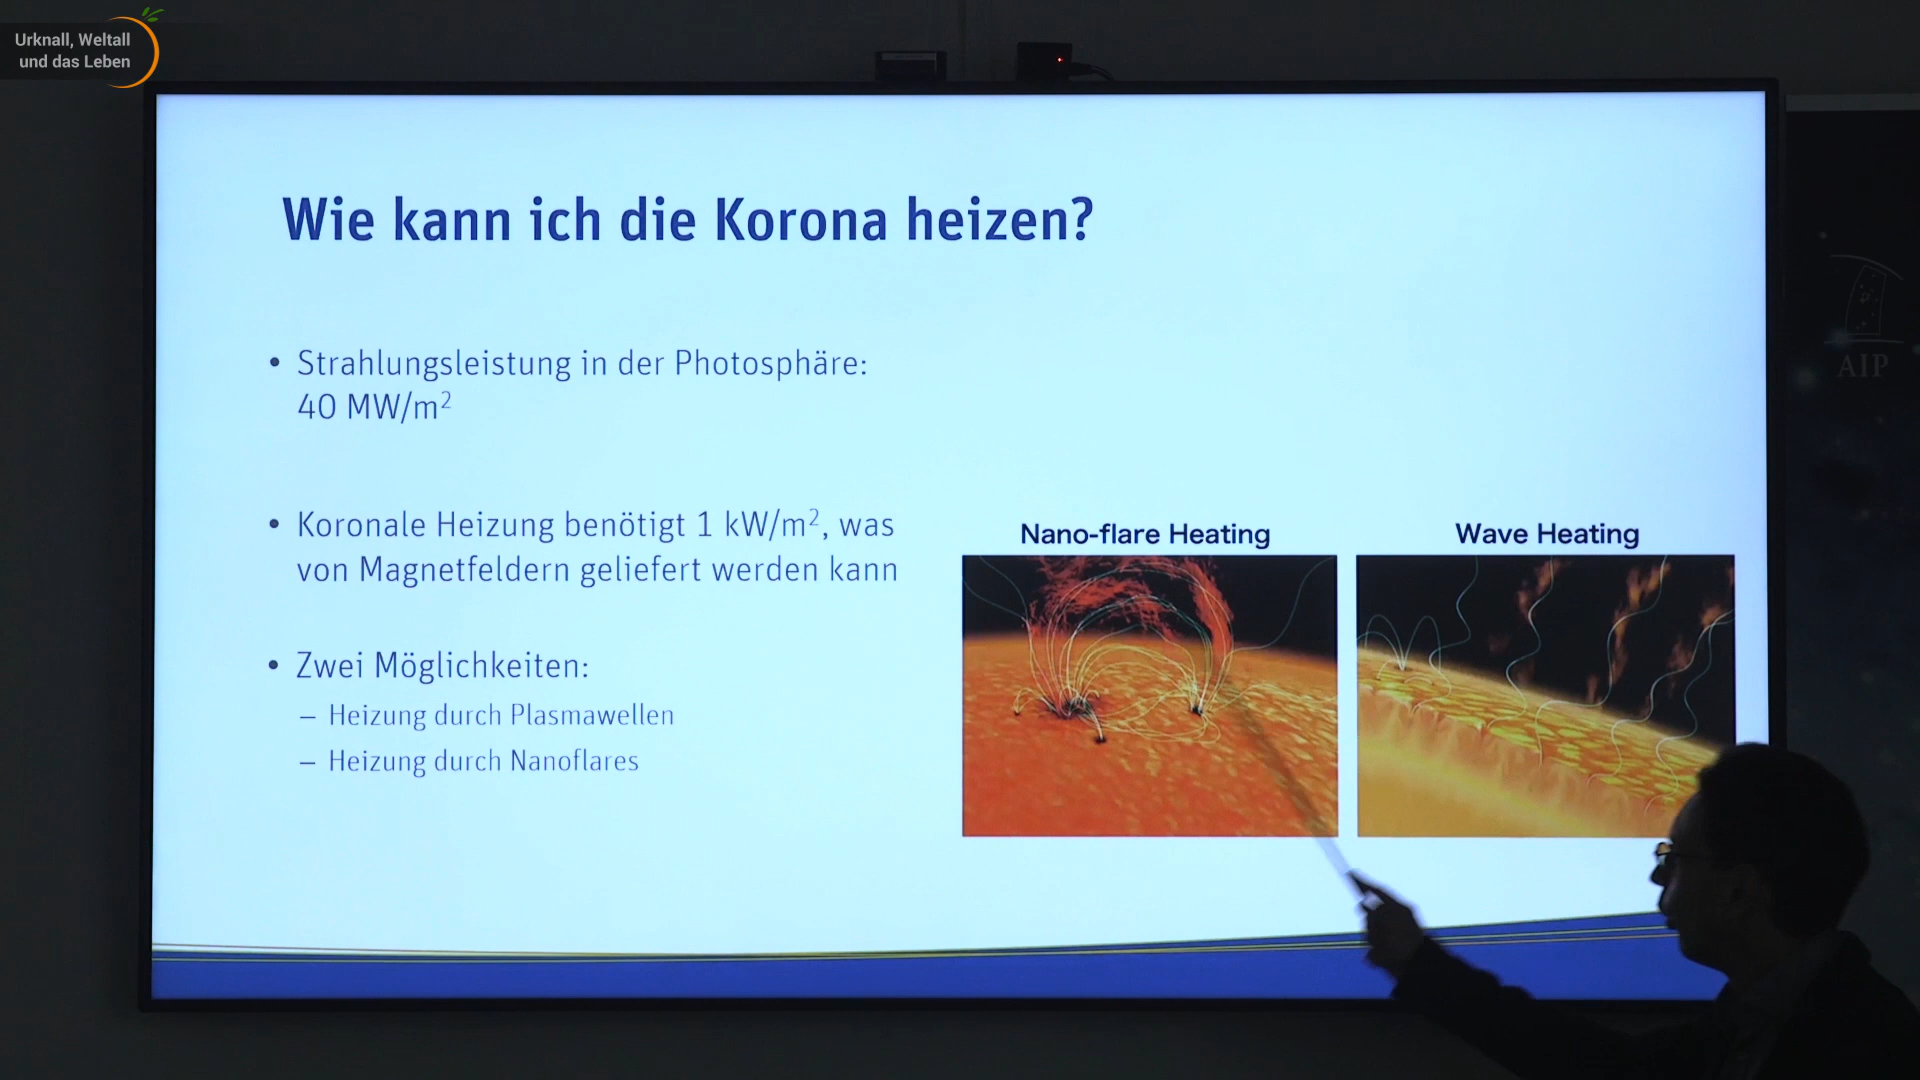 Urknall, Weltall
und das Leben
Wie kann ich die Korona heizen?
• Strahlungsleistung in der Photosphäre:
40 MW/m²
• Koronale Heizung benötigt 1 kW/m², was
von Magnetfeldern geliefert werden kann
• Zwei Möglichkeiten:
– Heizung durch Plasmawellen
– Heizung durch Nanoflares
Nano-flare Heating
Wave Heating
AIP